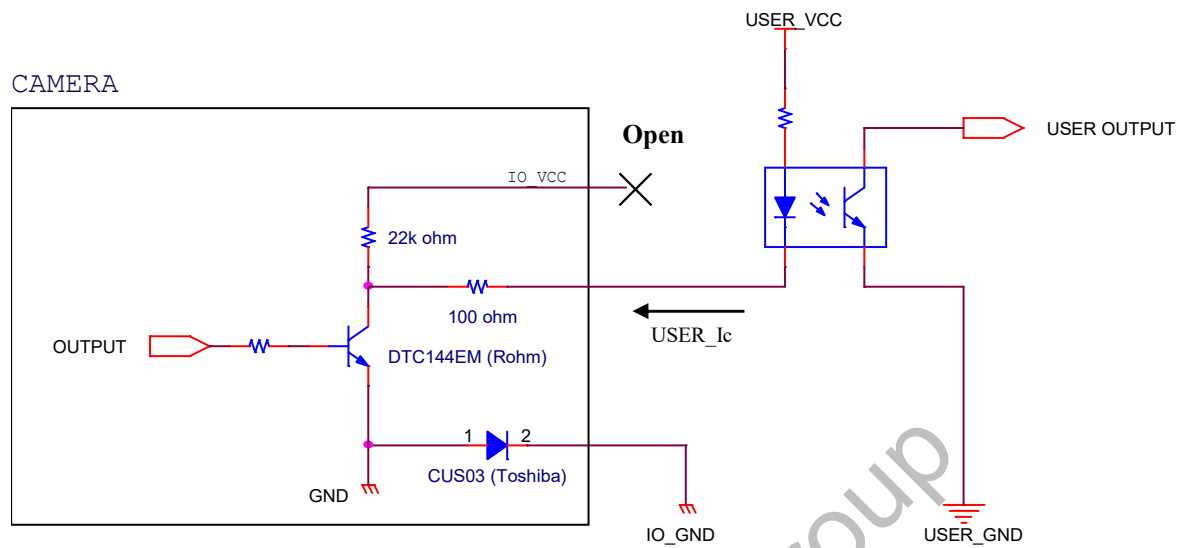 USER_VCC
CAMERA
Open
USER OUTPUT
IO_VCC
22k ohm
100 ohm
USER_Ic
OUTPUT
DTC144EM (Rohm)
1 2
CUS03 (Toshiba)
GND
IO_GND
USER_GND